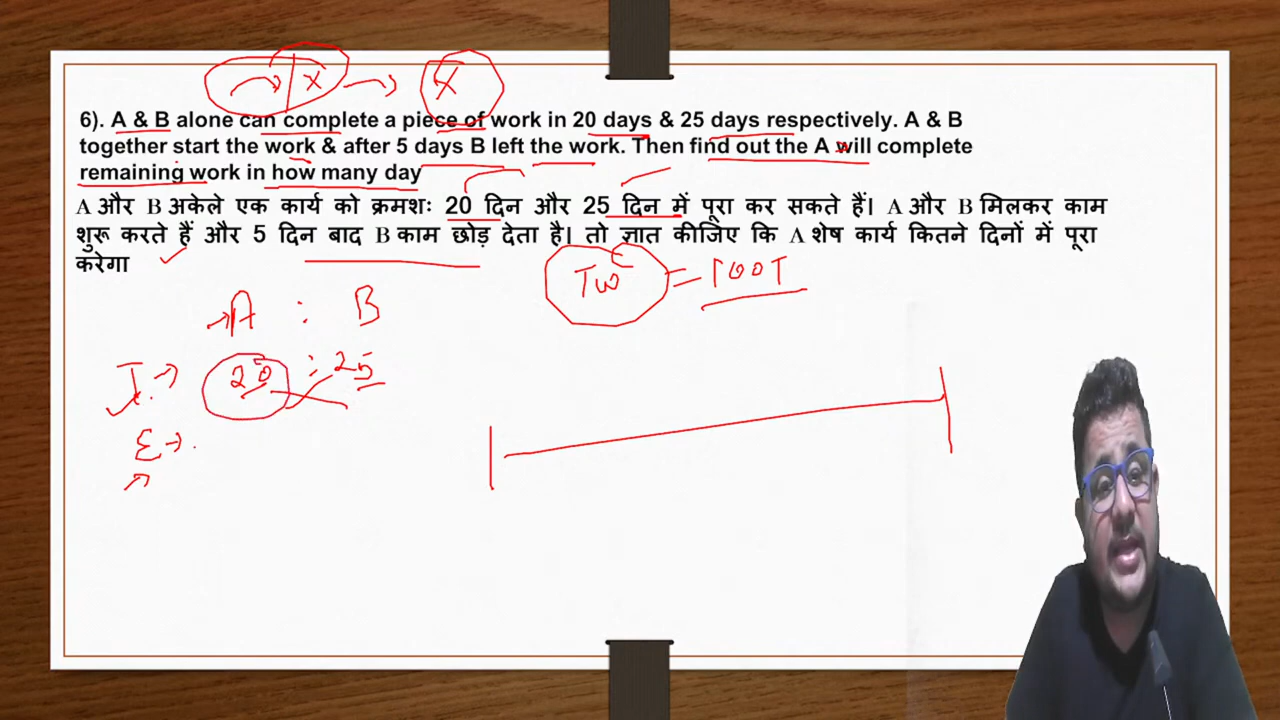 6). A & B alone can complete a piece of work in 20 days & 25 days respectively. A & B
together start the work & after 5 days B left the work. Then find out the A will complete
remaining work in how many day
A और B अकेले एक कार्य को क्रमशः 20 दिन और 25 दिन में पूरा कर सकते हैं। A और B मिलकर काम
शुरू करते हैं और 5 दिन बाद B काम छोड़ देता है। तो ज्ञात कीजिए कि A शेष कार्य कितने दिनों में पूरा
करेगा
TW = 100T
→A : B
T → 20 : 25
E →